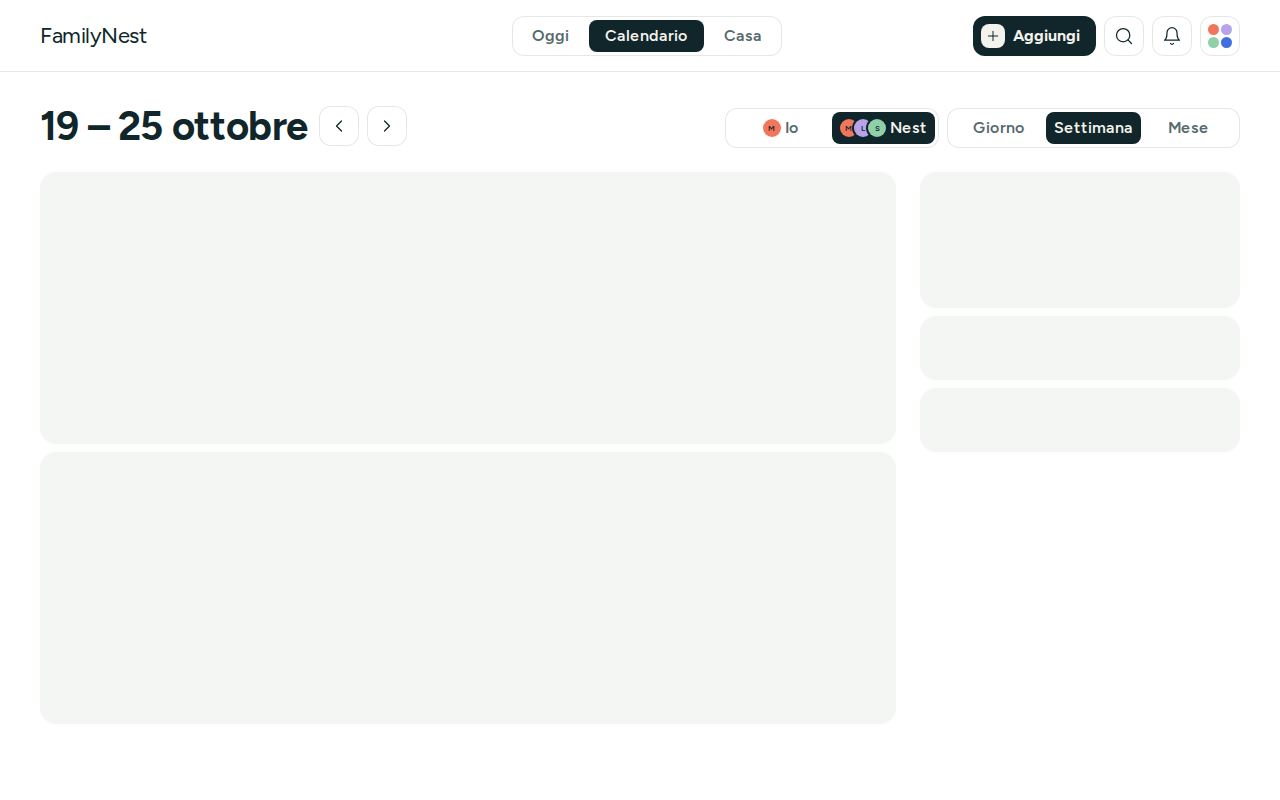 FamilyNest
Oggi
Calendario
Casa
Aggiungi
19 – 25 ottobre
M Io
M L S Nest
Giorno
Settimana
Mese